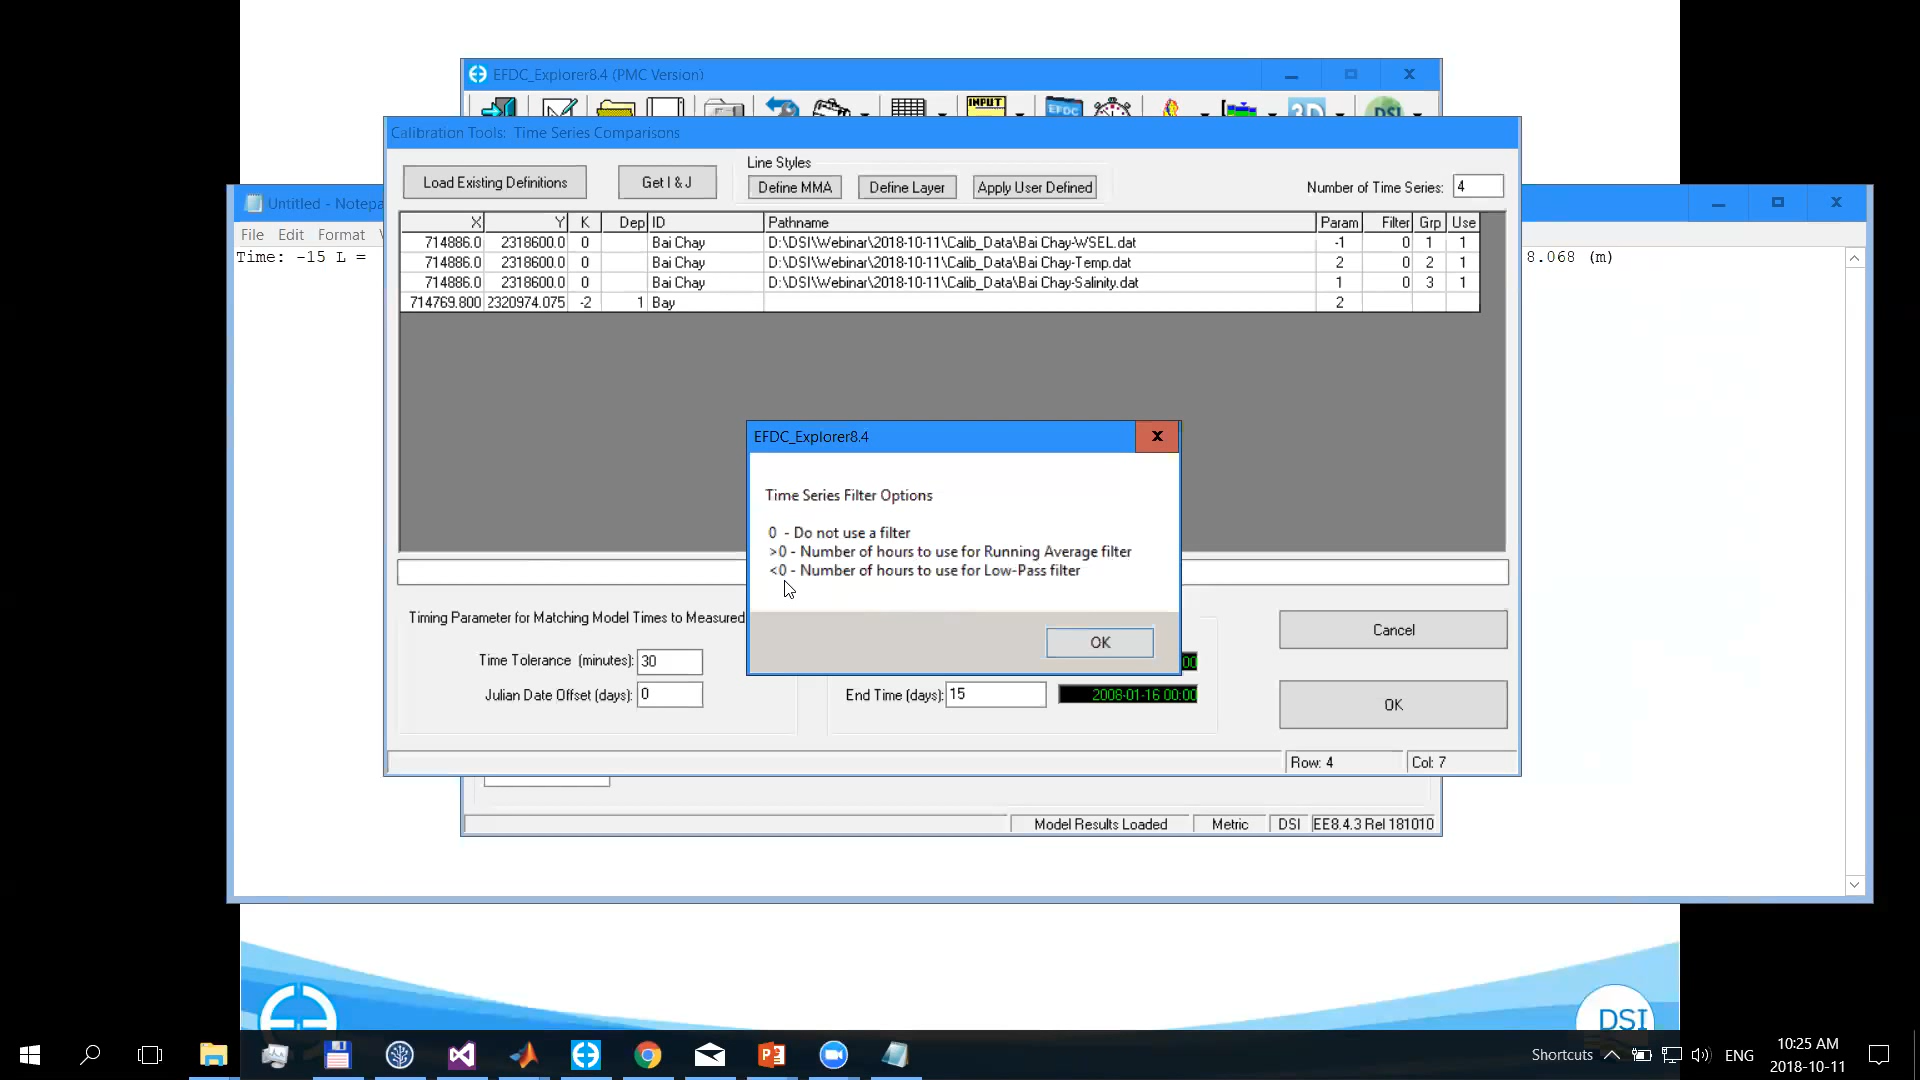 EFDC_Explorer8.4 (PMC Version)
INPUT
EFDC
3D
DSI
Calibration Tools: Time Series Comparisons
Load Existing Definitions
Get I & J
Line Styles
Define MMA
Define Layer
Apply User Defined
Number of Time Series: 4
Untitled - Notepa
File Edit Format
Time: -15 L =
8.068 (m)
X Y K Dep ID Pathname Param Filter Grp Use
714886.0 2318600.0 0 Bai Chay D:\DSI\Webinar\2018-10-11\Calib_Data\Bai Chay-WSEL.dat -1 0 1 1
714886.0 2318600.0 0 Bai Chay D:\DSI\Webinar\2018-10-11\Calib_Data\Bai Chay-Temp.dat 2 0 2 1
714886.0 2318600.0 0 Bai Chay D:\DSI\Webinar\2018-10-11\Calib_Data\Bai Chay-Salinity.dat 1 0 3 1
714769.800 2320974.075 -2 1 Bay 2
EFDC_Explorer8.4
Time Series Filter Options
0 - Do not use a filter
>0 - Number of hours to use for Running Average filter
<0 - Number of hours to use for Low-Pass filter
OK
Timing Parameter for Matching Model Times to Measured
Time Tolerance (minutes): 30
Julian Date Offset (days): 0
End Time (days): 15
2008-01-16 00:00
Cancel
OK
Row: 4
Col: 7
Model Results Loaded
Metric
DSI
EE8.4.3 Rel 181010
DSI
Shortcuts
ENG
10:25 AM
2018-10-11